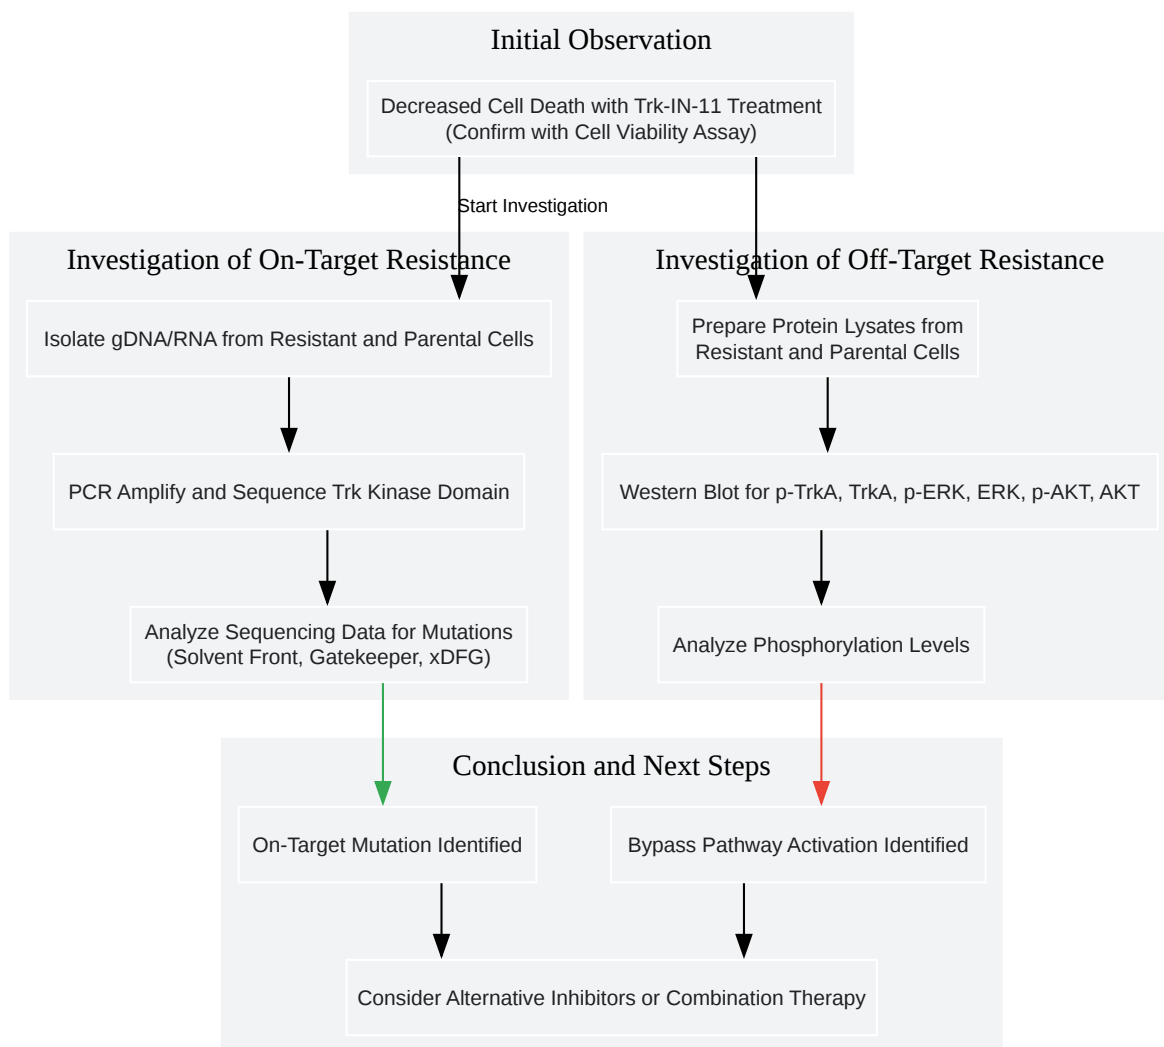 Initial Observation
Decreased Cell Death with Trk-IN-11 Treatment
(Confirm with Cell Viability Assay)
Start Investigation
Investigation of On-Target Resistance
Isolate gDNA/RNA from Resistant and Parental Cells
PCR Amplify and Sequence Trk Kinase Domain
Analyze Sequencing Data for Mutations
(Solvent Front, Gatekeeper, xDFG)
Investigation of Off-Target Resistance
Prepare Protein Lysates from
Resistant and Parental Cells
Western Blot for p-TrkA, TrkA, p-ERK, ERK, p-AKT, AKT
Analyze Phosphorylation Levels
Conclusion and Next Steps
On-Target Mutation Identified
Bypass Pathway Activation Identified
Consider Alternative Inhibitors or Combination Therapy